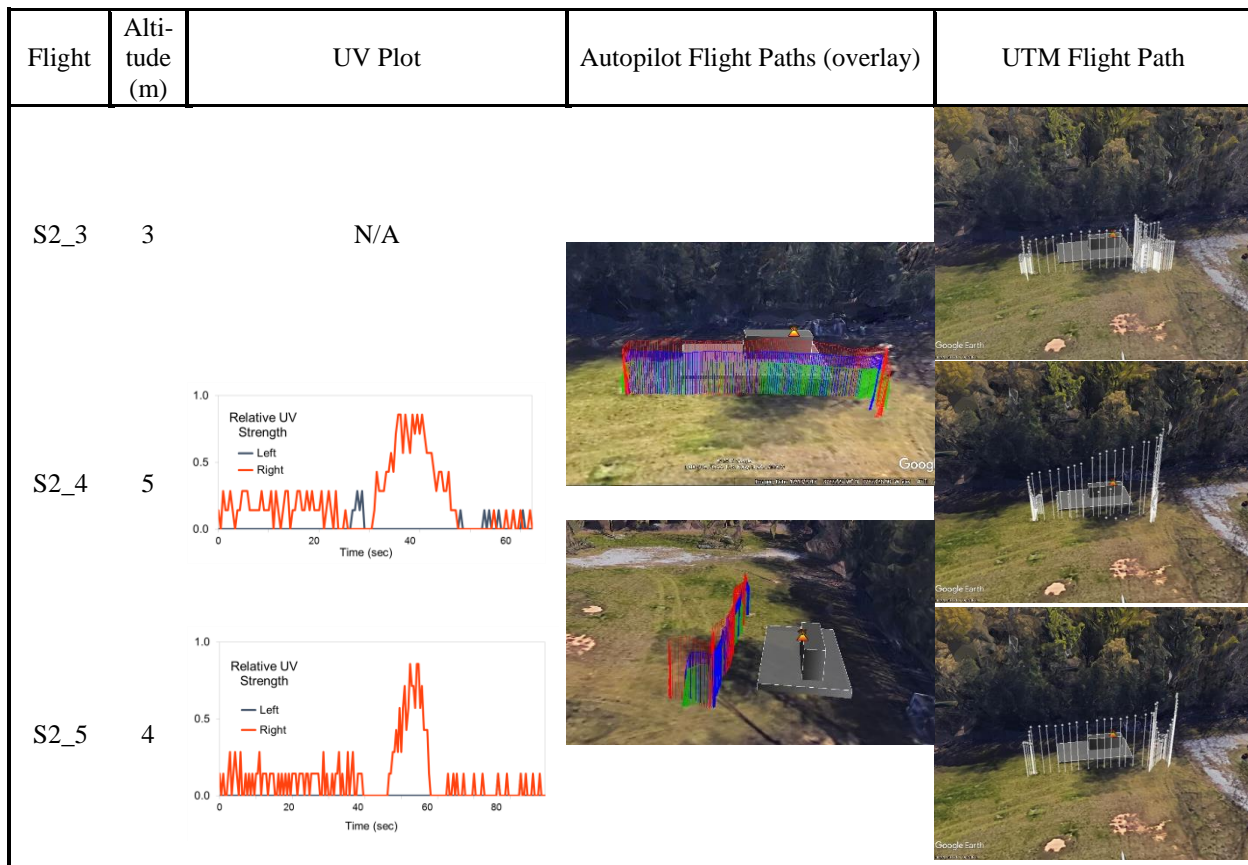 Flight
Alti-
tude
(m)
UV Plot
Autopilot Flight Paths (overlay)
UTM Flight Path
S2_3
3
N/A
Google Earth
Goog
S2_4
5
1.0
Relative UV
Strength
Left
Right
0.5
0.0
0
20
40
60
Time (sec)
Google Earth
S2_5
4
1.0
Relative UV
Strength
Left
Right
0.5
0.0
0
20
40
60
80
Time (sec)
Google Earth